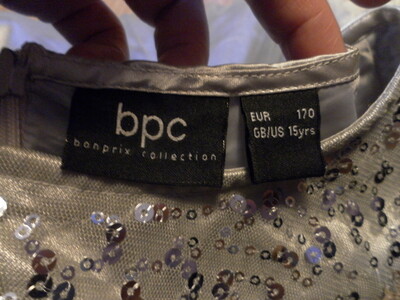 bpc
bonprix collection
EUR 170
GB/US 15yrs